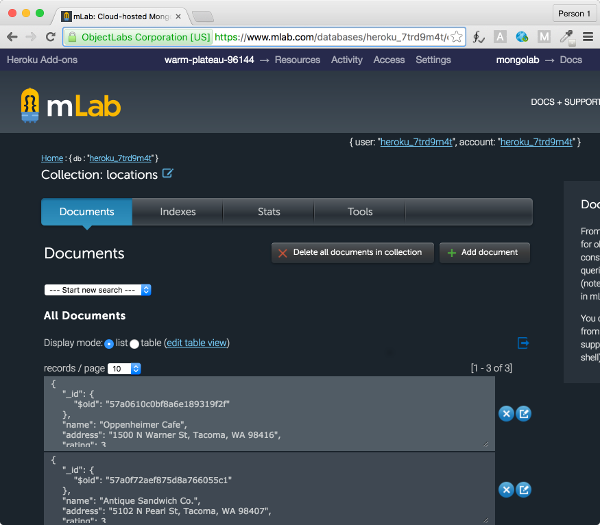 mLab: Cloud-hosted Mong
Person 1
ObjectLabs Corporation [US] https://www.mlab.com/databases/heroku_7trd9m4t/
Heroku Add-ons warm-plateau-96144 → Resources Activity Access Settings mongolab → Docs
mLab
DOCS + SUPPORT
{ user: "heroku_7trd9m4t", account: "heroku_7trd9m4t" }
Home : { db : "heroku_7trd9m4t" }
Collection: locations
Documents Indexes Stats Tools
Documents
Delete all documents in collection
Add document
--- Start new search ---
All Documents
Display mode: list table (edit table view)
records / page 10 [1 - 3 of 3]
{
"_id": {
"$oid": "57a0610c0bf8a6e189319f2f"
},
"name": "Oppenheimer Cafe",
"address": "1500 N Warner St, Tacoma, WA 98416",
"rating": 3
{
"_id": {
"$oid": "57a0f72aef875d8a766055c1"
},
"name": "Antique Sandwich Co.",
"address": "5102 N Pearl St, Tacoma, WA 98407",
Doc
From
for ob
cons
queri
(note
in mL
You c
from
supp
shell)